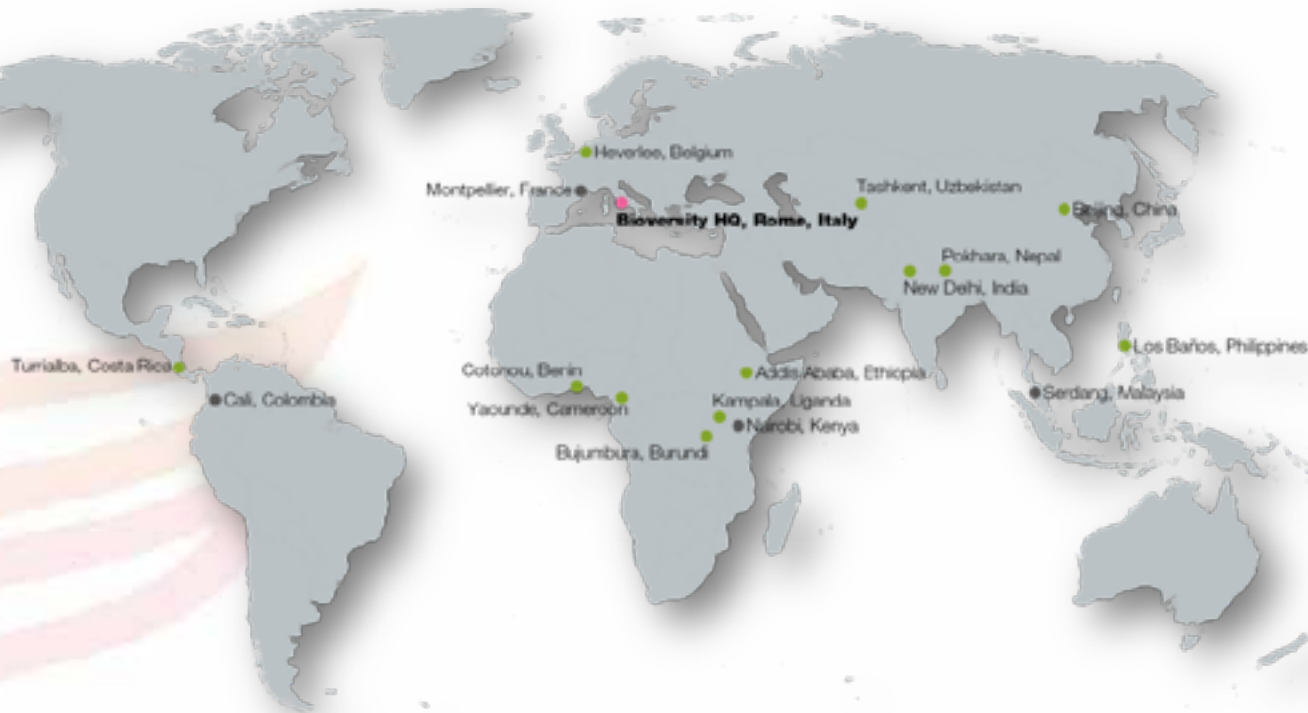 Heverlee, Belgium
Montpellier, France
Tashkent, Uzbekistan
Bioversity HQ, Rome, Italy
Beijing, China
Pokhara, Nepal
New Delhi, India
Los Baños, Philippines
Turrialba, Costa Rica
Cotonou, Benin
Addis Ababa, Ethiopia
Serdang, Malaysia
Cali, Colombia
Kampala, Uganda
Yaounde, Cameroon
Nairobi, Kenya
Bujumbura, Burundi